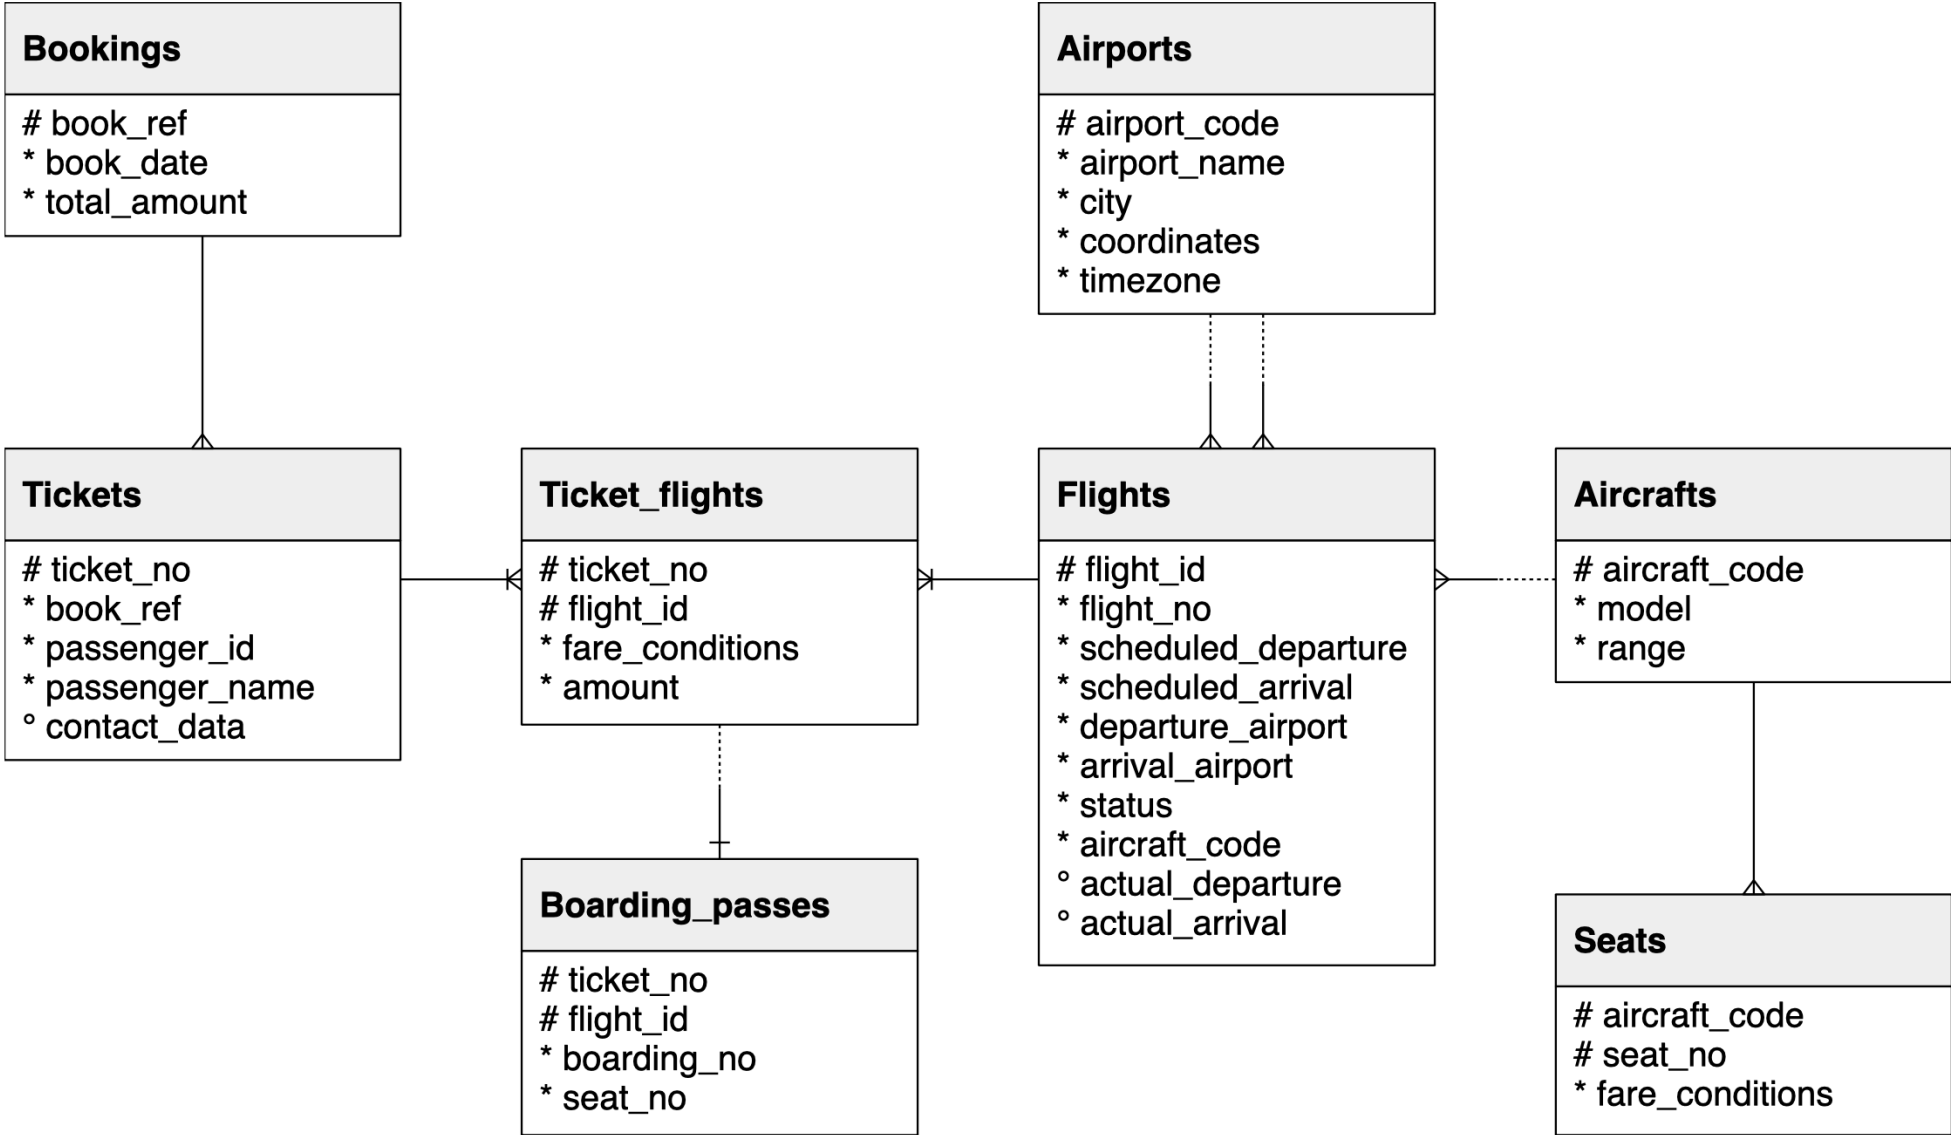 Bookings
# book_ref
* book_date
* total_amount
Airports
# airport_code
* airport_name
* city
* coordinates
* timezone
Tickets
# ticket_no
* book_ref
* passenger_id
* passenger_name
° contact_data
Ticket_flights
# ticket_no
# flight_id
* fare_conditions
* amount
Flights
# flight_id
* flight_no
* scheduled_departure
* scheduled_arrival
* departure_airport
* arrival_airport
* status
* aircraft_code
° actual_departure
° actual_arrival
Aircrafts
# aircraft_code
* model
* range
Boarding_passes
# ticket_no
# flight_id
* boarding_no
* seat_no
Seats
# aircraft_code
# seat_no
* fare_conditions